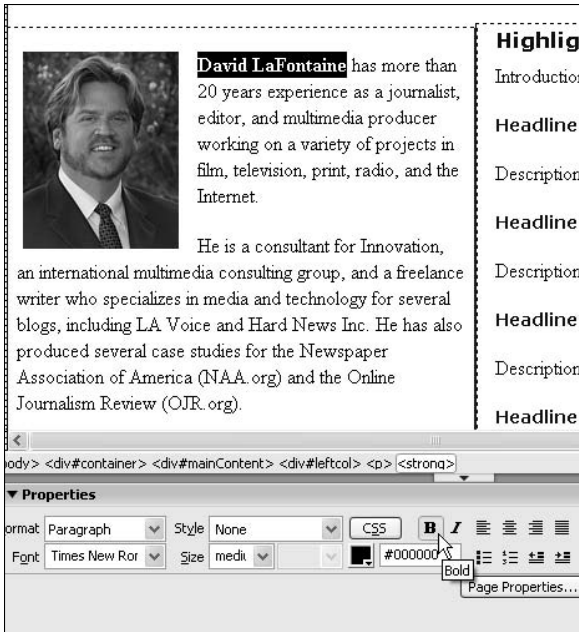 David LaFontaine has more than
20 years experience as a journalist,
editor, and multimedia producer
working on a variety of projects in
film, television, print, radio, and the
Internet.
He is a consultant for Innovation,
an international multimedia consulting group, and a freelance
writer who specializes in media and technology for several
blogs, including LA Voice and Hard News Inc. He has also
produced several case studies for the Newspaper
Association of America (NAA.org) and the Online
Journalism Review (OJR.org).
Highlig
Introduction
Headline
Description
Headline
Description
Headline
Description
Headline
ody> <div#container> <div#mainContent> <div#leftcol> <p> <strong>
▼ Properties
ormat Paragraph Style None CSS B I
Font Times New Ror Size mediu #000000
Bold
Page Properties...